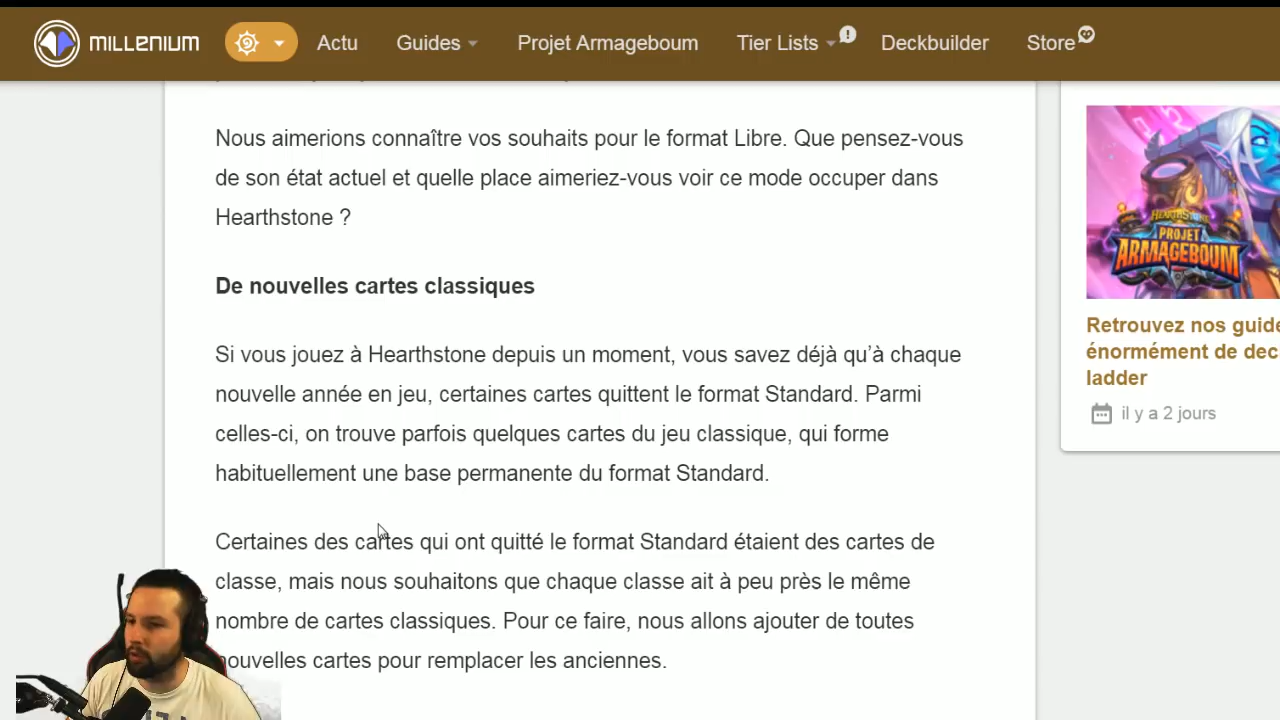 MILLENIUM
Actu
Guides
Projet Armageboum
Tier Lists
Deckbuilder
Store
Nous aimerions connaître vos souhaits pour le format Libre. Que pensez-vous
de son état actuel et quelle place aimeriez-vous voir ce mode occuper dans
Hearthstone ?
De nouvelles cartes classiques
Si vous jouez à Hearthstone depuis un moment, vous savez déjà qu’à chaque
nouvelle année en jeu, certaines cartes quittent le format Standard. Parmi
celles-ci, on trouve parfois quelques cartes du jeu classique, qui forme
habituellement une base permanente du format Standard.
Certaines des cartes qui ont quitté le format Standard étaient des cartes de
classe, mais nous souhaitons que chaque classe ait à peu près le même
nombre de cartes classiques. Pour ce faire, nous allons ajouter de toutes
nouvelles cartes pour remplacer les anciennes.
HEARTHSTONE
PROJET
ARMAGEBOUM
Retrouvez nos guide
énormément de dec
ladder
il y a 2 jours